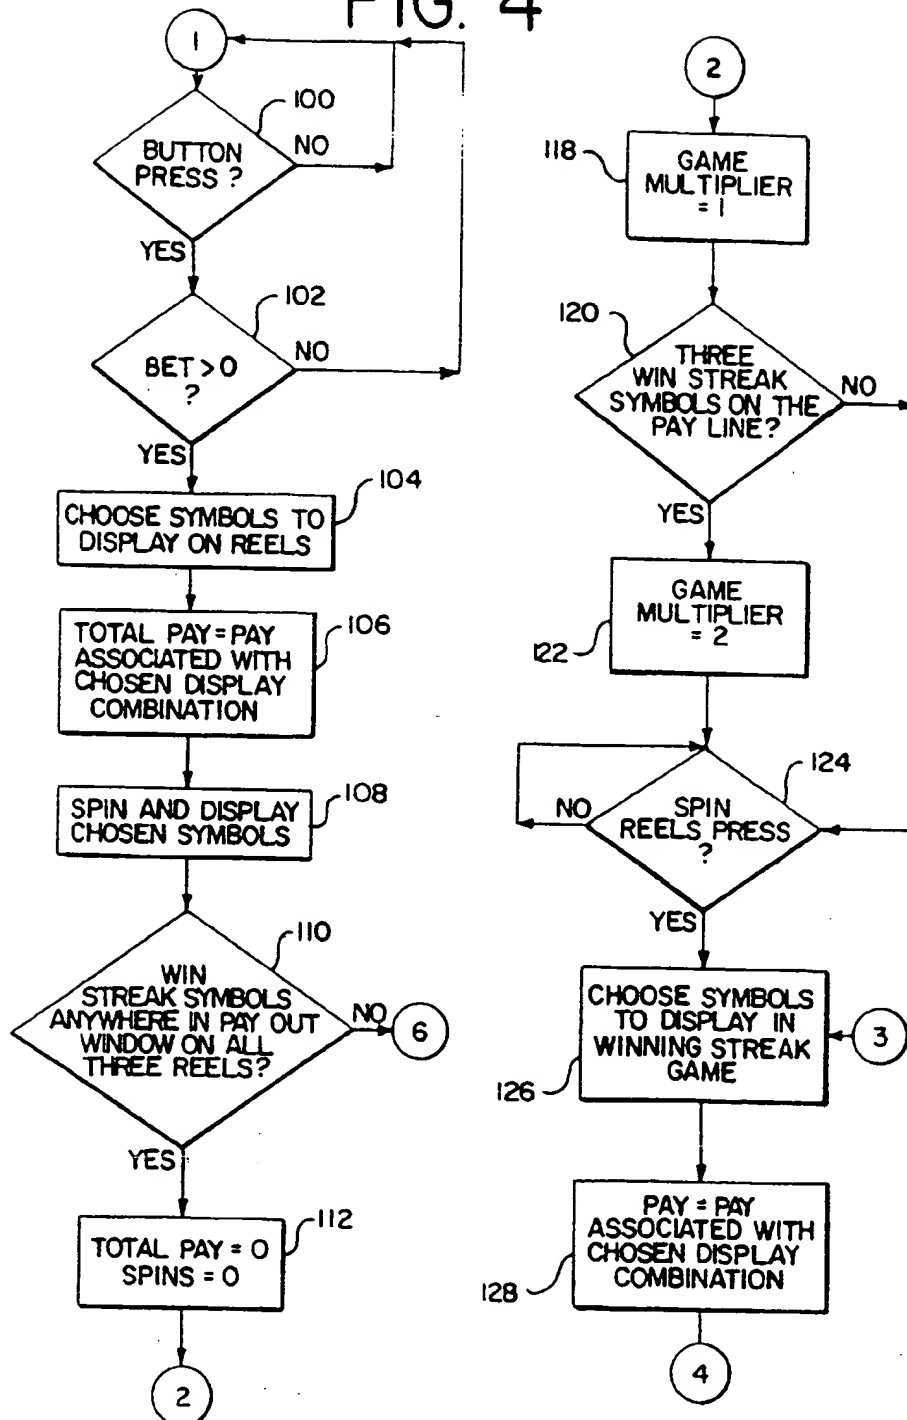 FIG. 4
1
100
BUTTON
PRESS ?
NO
YES
102
BET > 0
?
NO
YES
104
CHOOSE SYMBOLS TO
DISPLAY ON REELS
106
TOTAL PAY = PAY
ASSOCIATED WITH
CHOSEN DISPLAY
COMBINATION
108
SPIN AND DISPLAY
CHOSEN SYMBOLS
110
WIN
STREAK SYMBOLS
ANYWHERE IN PAY OUT
WINDOW ON ALL
THREE REELS?
NO
6
YES
112
TOTAL PAY = 0
SPINS = 0
2
2
118
GAME
MULTIPLIER
= 1
120
THREE
WIN STREAK
SYMBOLS ON THE
PAY LINE?
NO
YES
GAME
MULTIPLIER
= 2
122
124
SPIN
REELS PRESS
?
NO
YES
CHOOSE SYMBOLS
TO DISPLAY IN
WINNING STREAK
GAME
3
126
PAY = PAY
ASSOCIATED WITH
CHOSEN DISPLAY
COMBINATION
128
4